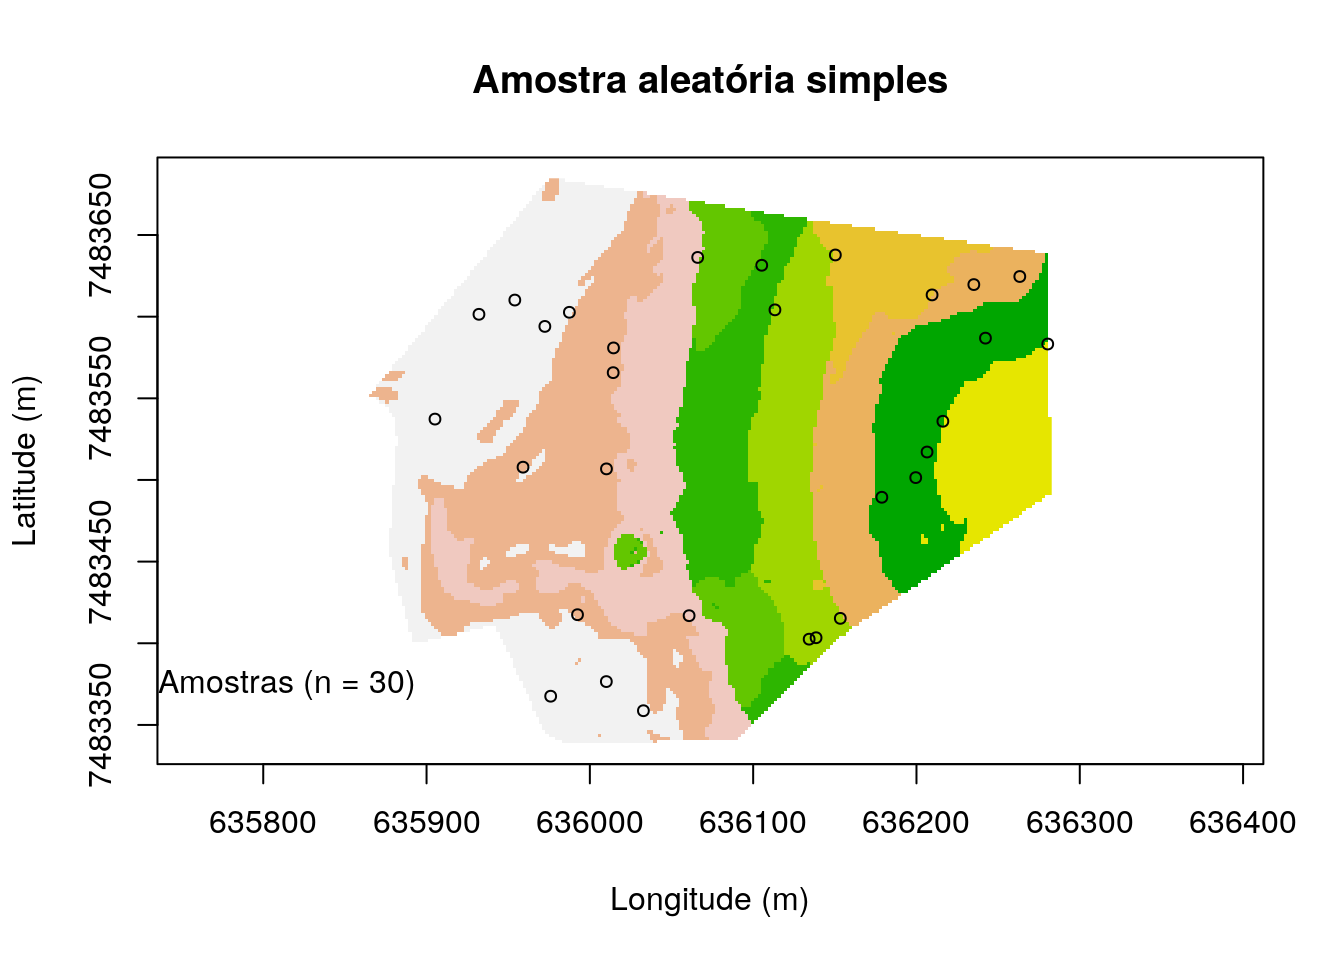 Amostra aleatória simples
Latitude (m)
7483650
7483550
7483450
7483350
Amostras (n = 30)
635800 635900 636000 636100 636200 636300 636400
Longitude (m)